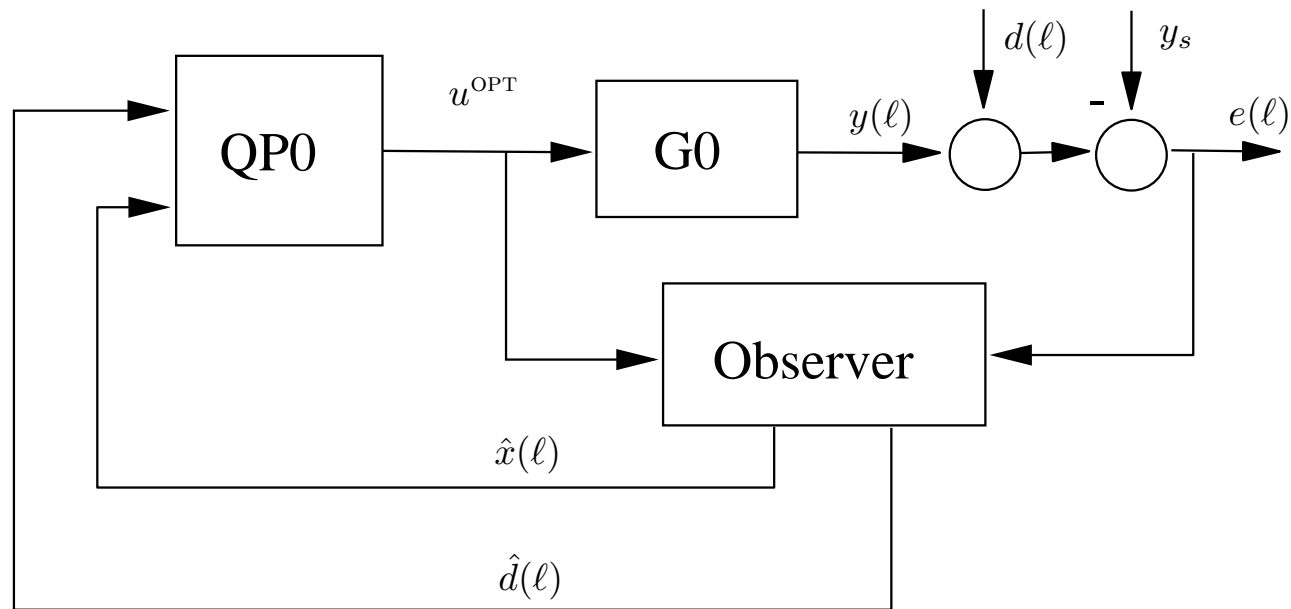 d(ℓ)
y_s
u^OPT
y(ℓ)
-
e(ℓ)
QP0
G0
Observer
x̂(ℓ)
d̂(ℓ)